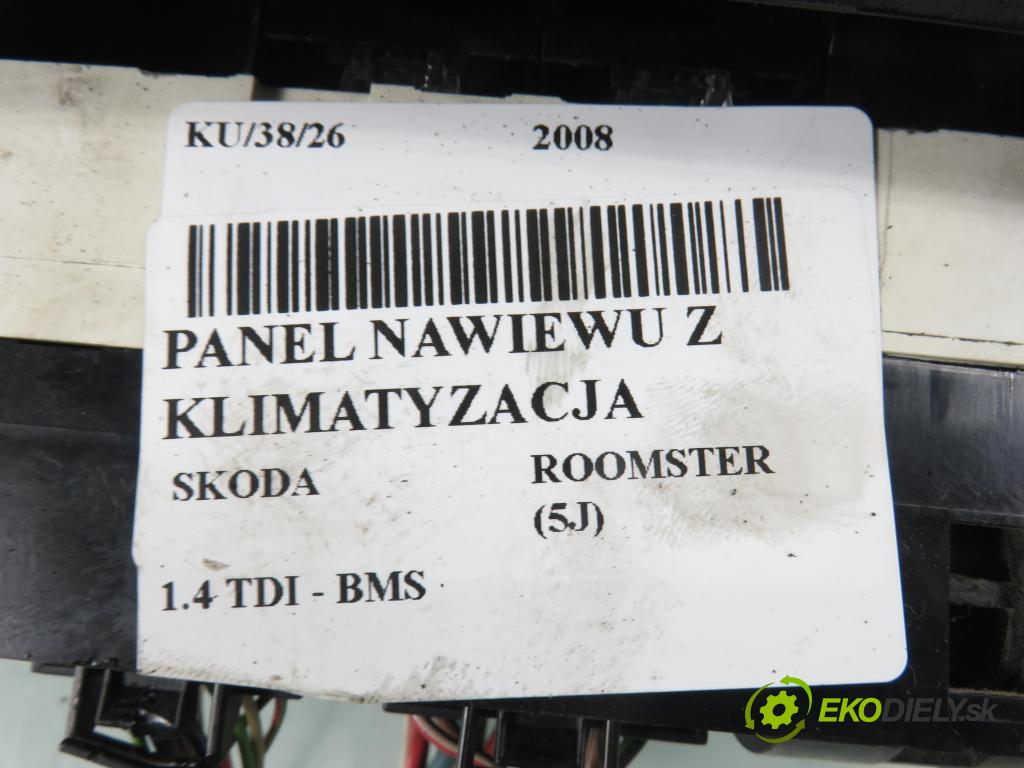 KU/38/26 2008
PANEL NAWIEWU Z
KLIMATYZACJA
SKODA ROOMSTER
(5J)
1.4 TDI - BMS
EKODIELY.sk